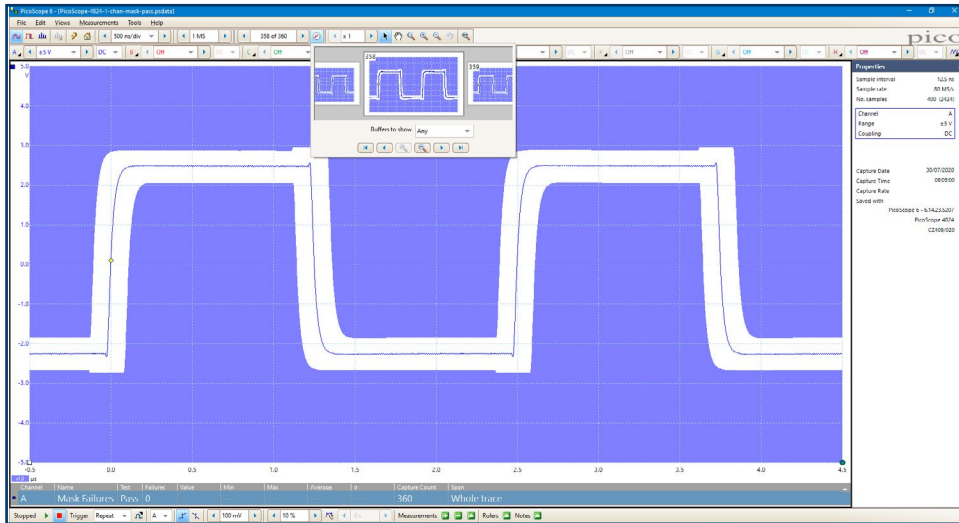 PicoScope 6 - [PicoScope-4824-1-chan-mask-pass.psdata]
File Edit Views Measurements Tools Help
500 ns/div 1 MS 358 of 360 x 1
pico
A ±5 V DC B Off C Off Off G Off H Off
358
359
Buffers to show Any
5.0
V
4.0
3.0
2.0
1.0
0.0
-1.0
-2.0
-3.0
-4.0
-5.0
-0.5 0.0 0.5 1.0 1.5 2.0 2.5 3.0 3.5 4.0 4.5
x1.0 µs
Properties
Sample interval 12.5 ns
Sample rate 80 MS/s
No. samples 400 (2424)
Channel A
Range ±5 V
Coupling DC
Capture Date 30/07/2020
Capture Time 08:05:00
Capture Rate
Saved with
PicoScope 6 - 6.14.23.5207
PicoScope 4824
Channel Name Test Failures Value Min Max Average σ Capture Count Span
A Mask Failures Pass 0 360 Whole trace
Stopped Trigger Repeat A 100 mV 10 % Measurements Rulers Notes